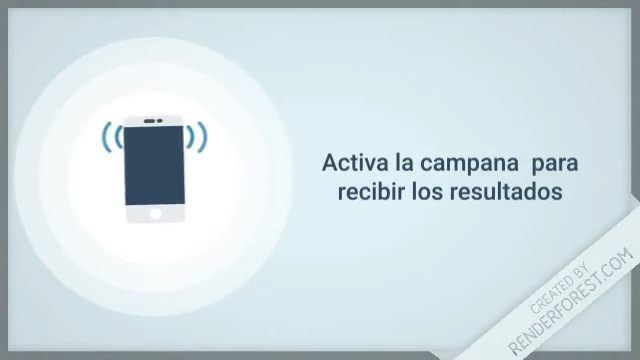 Activa la campana para
recibir los resultados
CREATED BY
RENDERFOREST.COM